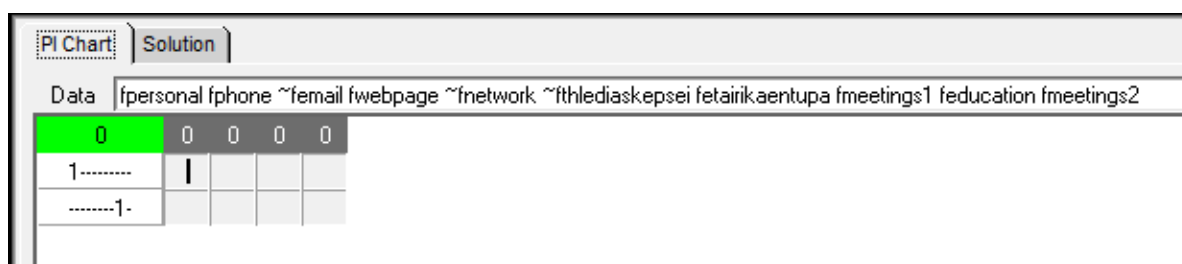 PI Chart Solution
Data fpersonal fphone ~femail fwebpage ~fnetwork ~fthlediaskepsei fetairikaentupa fmeetings1 feducation fmeetings2
0 0 0 0 0
1---------
--------1-